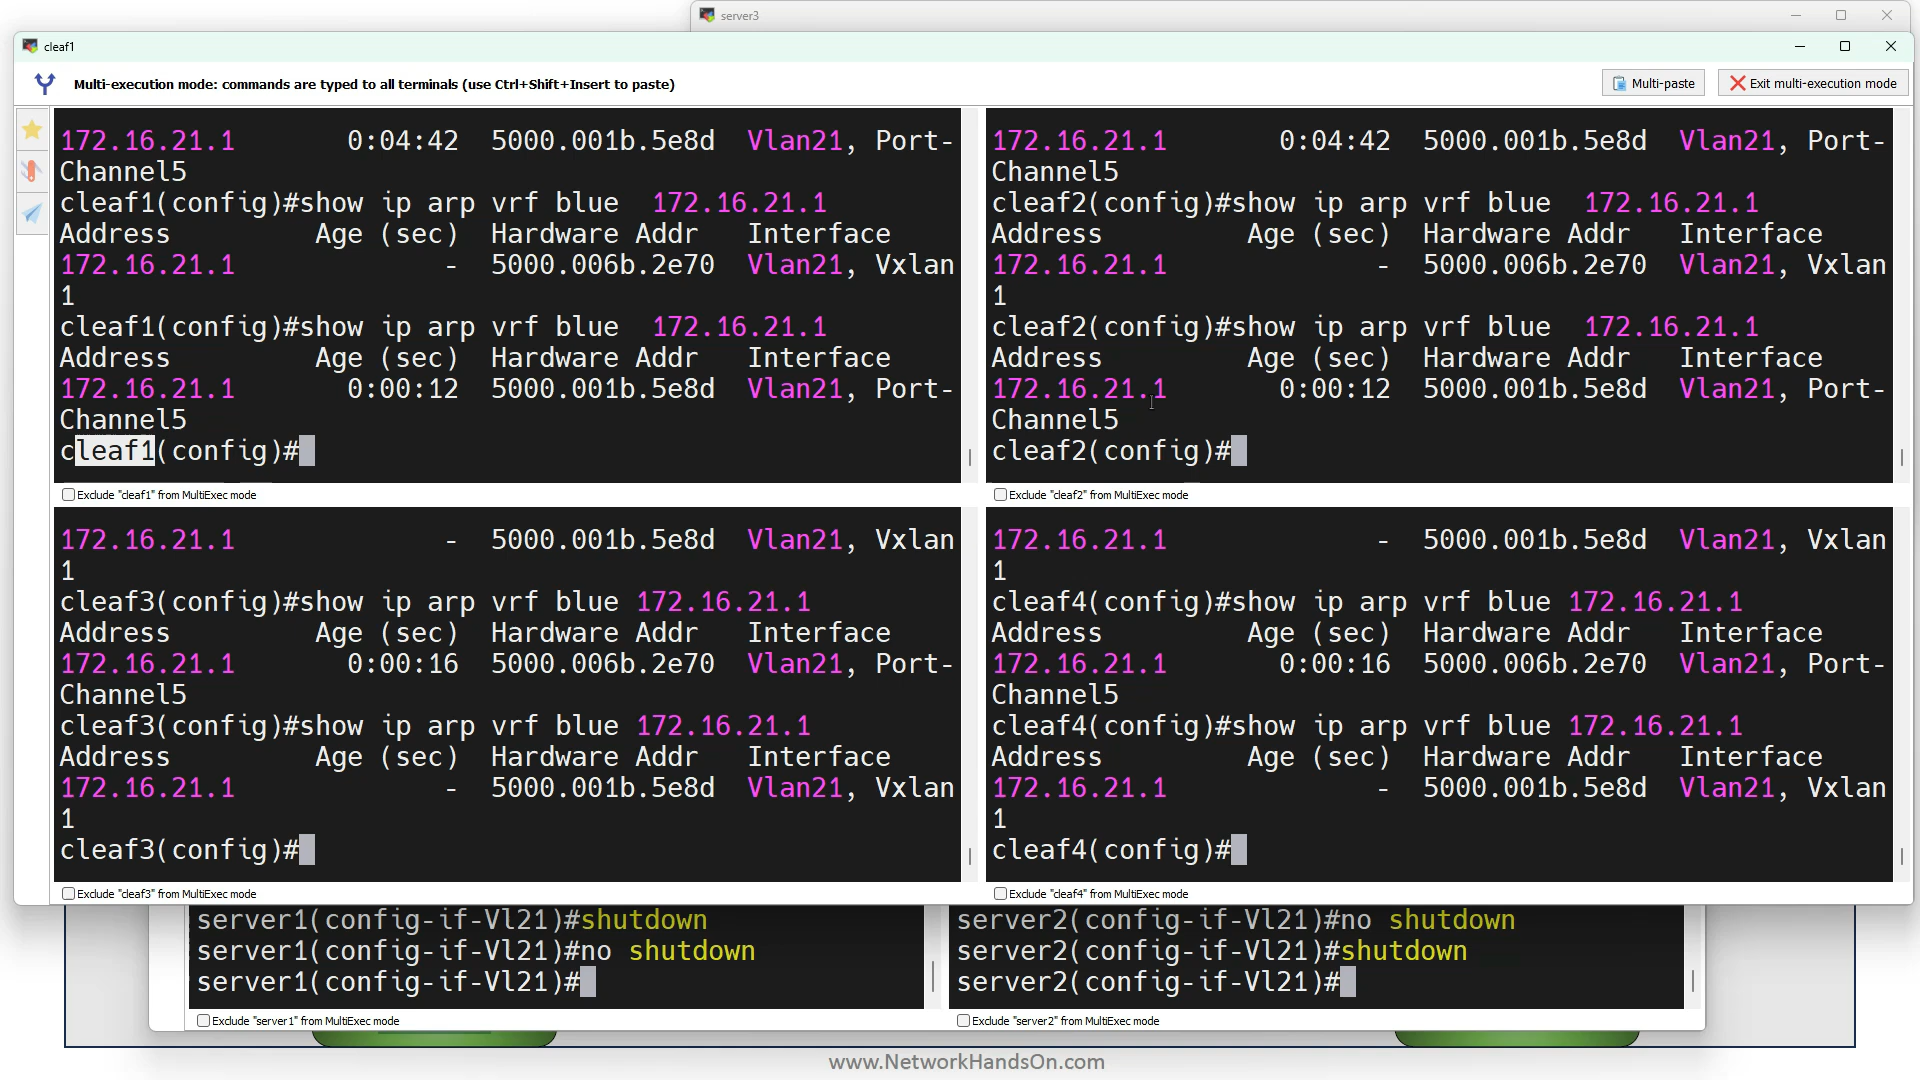 server3
cleaf1
Multi-execution mode: commands are typed to all terminals (use Ctrl+Shift+Insert to paste)
Multi-paste
Exit multi-execution mode
172.16.21.1       0:04:42  5000.001b.5e8d  Vlan21, Port-
Channel5
cleaf1(config)#show ip arp vrf blue  172.16.21.1
Address         Age (sec)  Hardware Addr   Interface
172.16.21.1             -  5000.006b.2e70  Vlan21, Vxlan
1
cleaf1(config)#show ip arp vrf blue  172.16.21.1
Address         Age (sec)  Hardware Addr   Interface
172.16.21.1       0:00:12  5000.001b.5e8d  Vlan21, Port-
Channel5
cleaf1(config)#
Exclude "cleaf1" from MultiExec mode
172.16.21.1       0:04:42  5000.001b.5e8d  Vlan21, Port-
Channel5
cleaf2(config)#show ip arp vrf blue  172.16.21.1
Address         Age (sec)  Hardware Addr   Interface
172.16.21.1             -  5000.006b.2e70  Vlan21, Vxlan
1
cleaf2(config)#show ip arp vrf blue  172.16.21.1
Address         Age (sec)  Hardware Addr   Interface
172.16.21.1       0:00:12  5000.001b.5e8d  Vlan21, Port-
Channel5
cleaf2(config)#
Exclude "cleaf2" from MultiExec mode
172.16.21.1             -  5000.001b.5e8d  Vlan21, Vxlan
1
cleaf3(config)#show ip arp vrf blue 172.16.21.1
Address         Age (sec)  Hardware Addr   Interface
172.16.21.1       0:00:16  5000.006b.2e70  Vlan21, Port-
Channel5
cleaf3(config)#show ip arp vrf blue 172.16.21.1
Address         Age (sec)  Hardware Addr   Interface
172.16.21.1             -  5000.001b.5e8d  Vlan21, Vxlan
1
cleaf3(config)#
Exclude "cleaf3" from MultiExec mode
172.16.21.1             -  5000.001b.5e8d  Vlan21, Vxlan
1
cleaf4(config)#show ip arp vrf blue 172.16.21.1
Address         Age (sec)  Hardware Addr   Interface
172.16.21.1       0:00:16  5000.006b.2e70  Vlan21, Port-
Channel5
cleaf4(config)#show ip arp vrf blue 172.16.21.1
Address         Age (sec)  Hardware Addr   Interface
172.16.21.1             -  5000.001b.5e8d  Vlan21, Vxlan
1
cleaf4(config)#
Exclude "cleaf4" from MultiExec mode
server1(config-if-Vl21)#shutdown
server1(config-if-Vl21)#no shutdown
server1(config-if-Vl21)#
Exclude "server1" from MultiExec mode
server2(config-if-Vl21)#no shutdown
server2(config-if-Vl21)#shutdown
server2(config-if-Vl21)#
Exclude "server2" from MultiExec mode
www.NetworkHandsOn.com